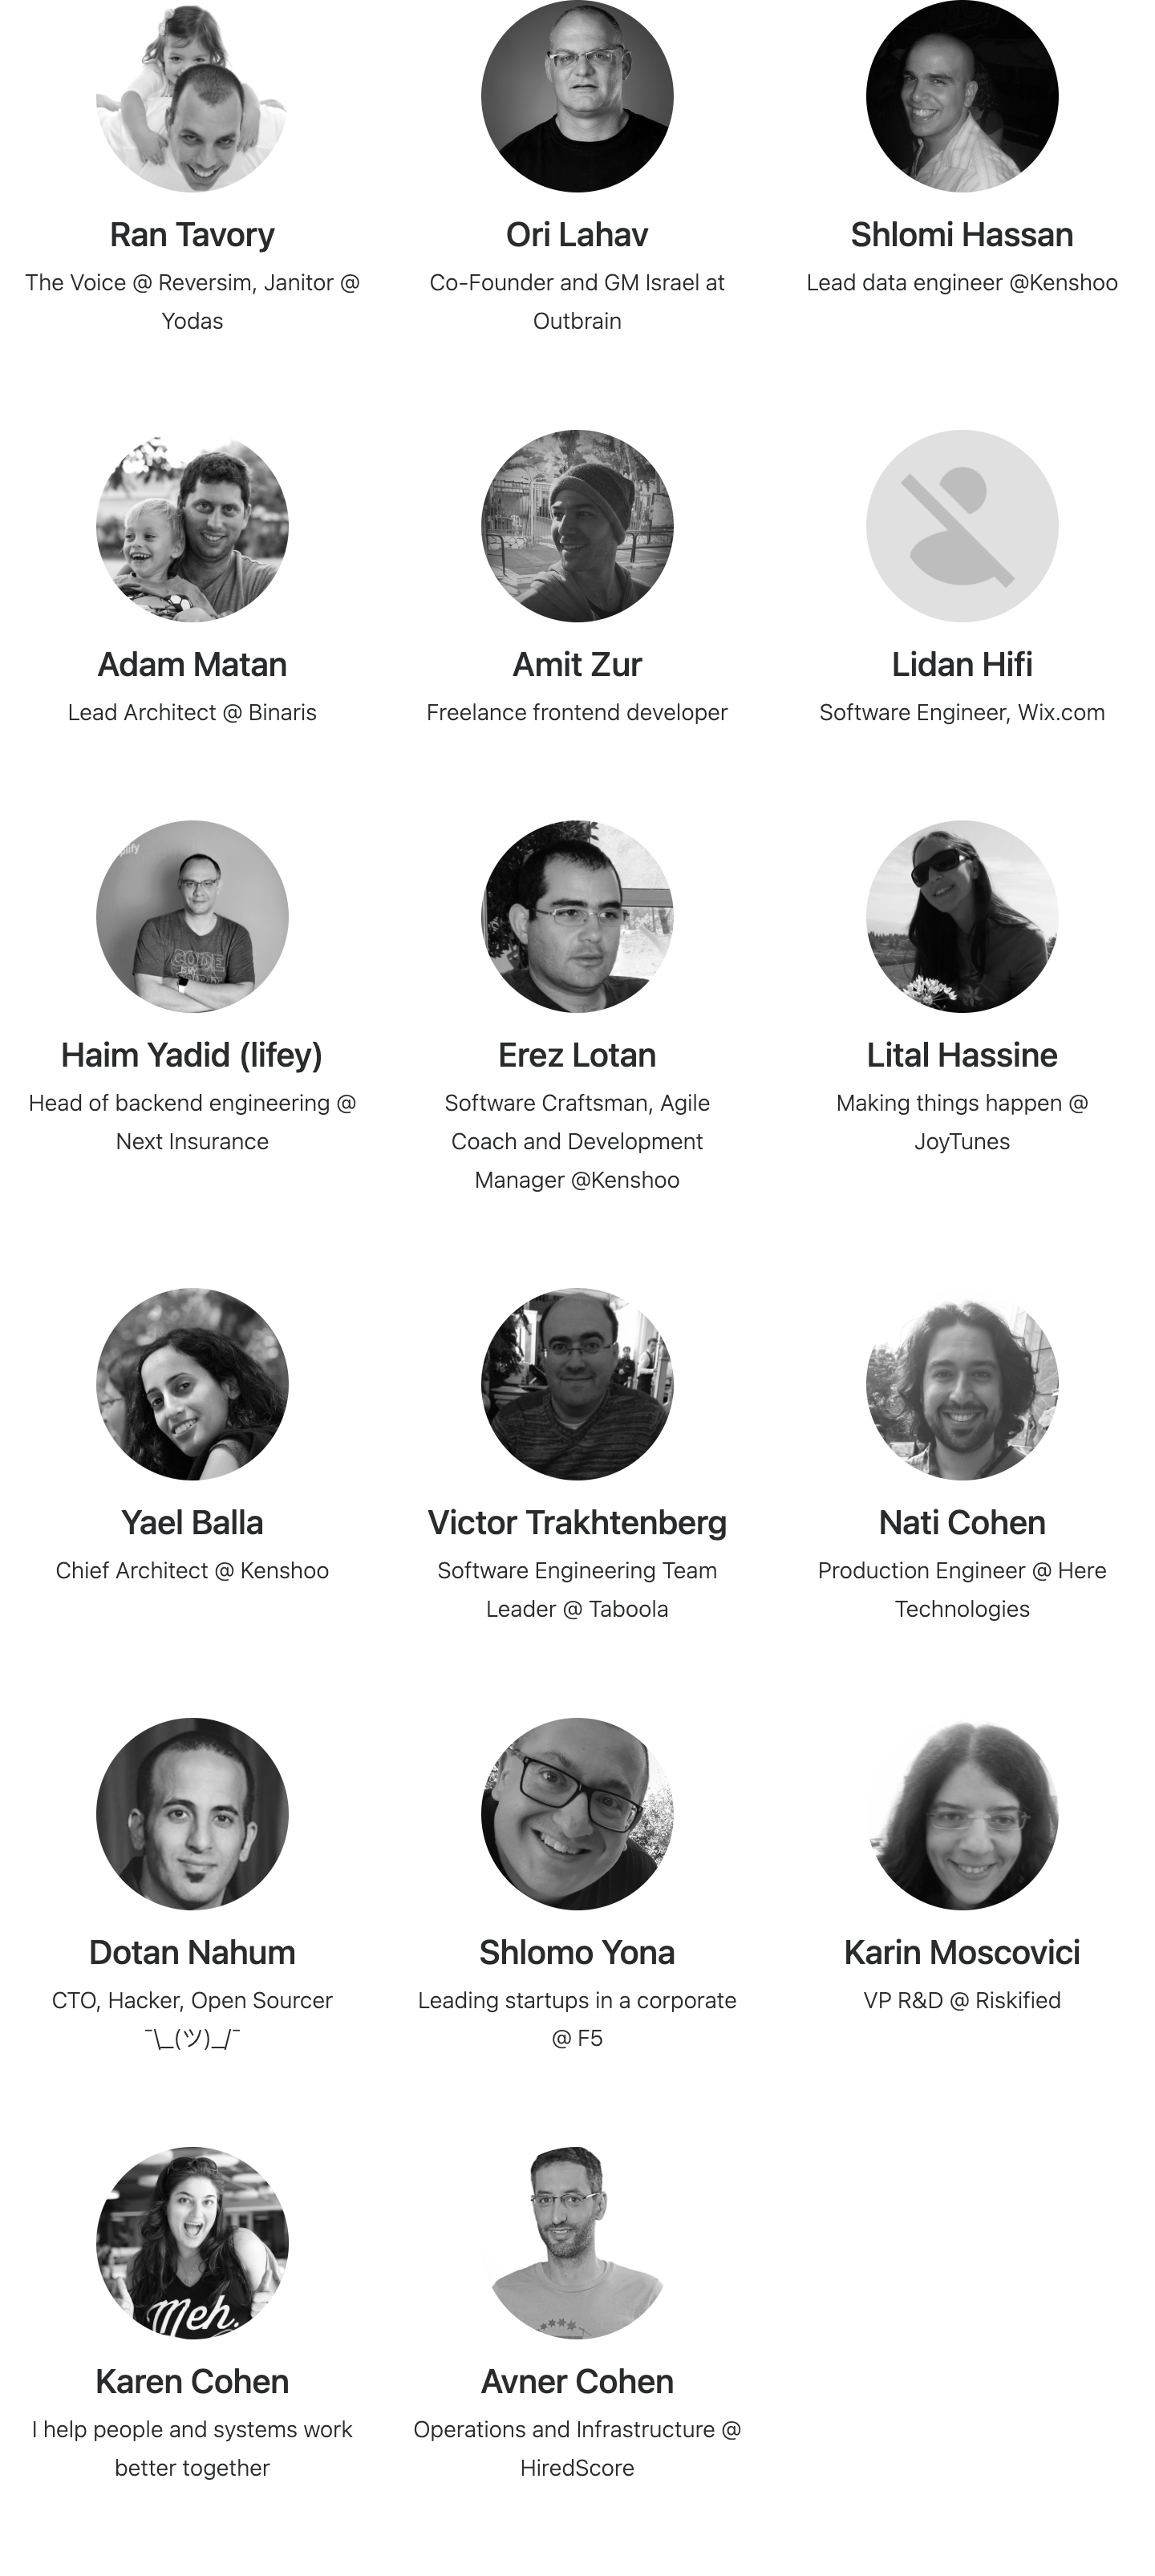 Ran Tavory
The Voice @ Reversim, Janitor @
Yodas
Ori Lahav
Co-Founder and GM Israel at
Outbrain
Shlomi Hassan
Lead data engineer @Kenshoo
Adam Matan
Lead Architect @ Binaris
Amit Zur
Freelance frontend developer
Lidan Hifi
Software Engineer, Wix.com
plify
CODE
Haim Yadid (lifey)
Head of backend engineering @
Next Insurance
Erez Lotan
Software Craftsman, Agile
Coach and Development
Manager @Kenshoo
Lital Hassine
Making things happen @
JoyTunes
Yael Balla
Chief Architect @ Kenshoo
Victor Trakhtenberg
Software Engineering Team
Leader @ Taboola
Nati Cohen
Production Engineer @ Here
Technologies
Dotan Nahum
CTO, Hacker, Open Sourcer
¯\_(ツ)_/¯
Shlomo Yona
Leading startups in a corporate
@ F5
Karin Moscovici
VP R&D @ Riskified
Meh.
Karen Cohen
I help people and systems work
better together
Avner Cohen
Operations and Infrastructure @
HiredScore